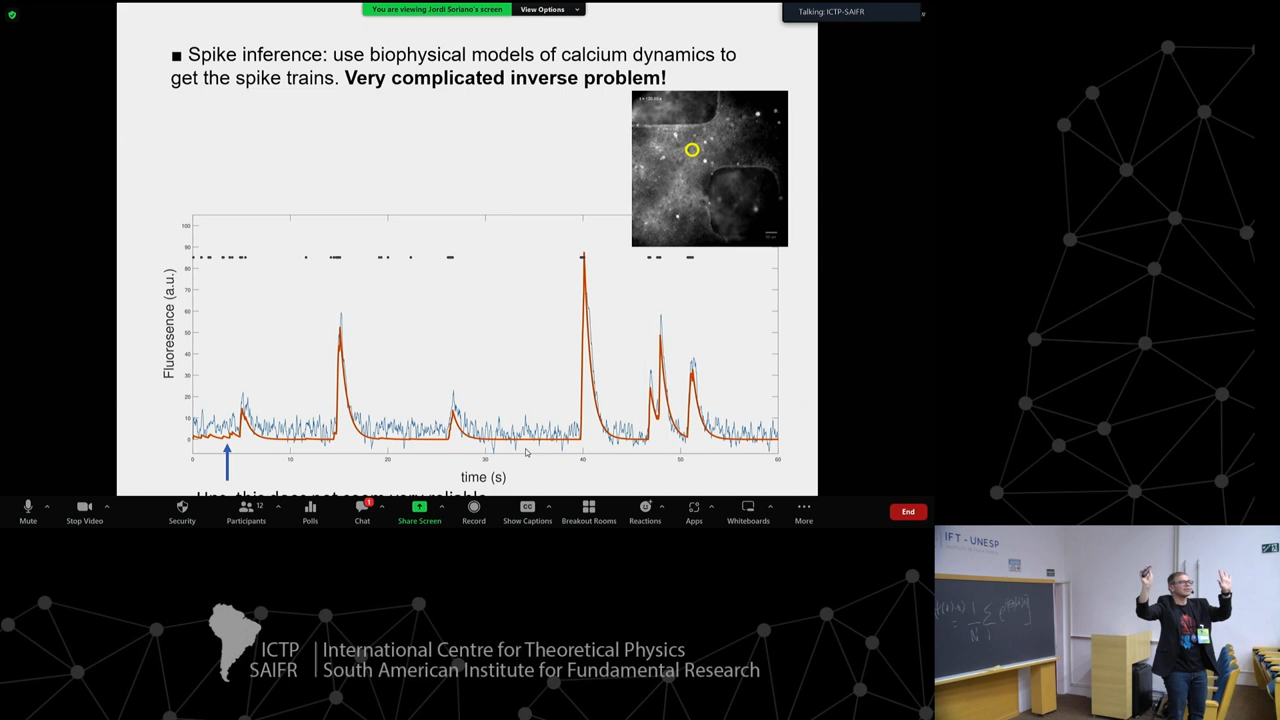 You are viewing Jordi Soriano's screen
View Options
Talking: ICTP-SAIFR
■ Spike inference: use biophysical models of calcium dynamics to
get the spike trains. Very complicated inverse problem!
100
90
80
70
60
50
40
30
20
10
0
Fluoresence (a.u.)
0 10 20 30 40 50 60
time (s)
Mute
Stop Video
Security
12
Participants
Polls
1
Chat
Share Screen
Record
CC
Show Captions
Breakout Rooms
Reactions
Apps
Whiteboards
More
End
IFT - UNESP
ICTP
SAIFR
International Centre for Theoretical Physics
South American Institute for Fundamental Research